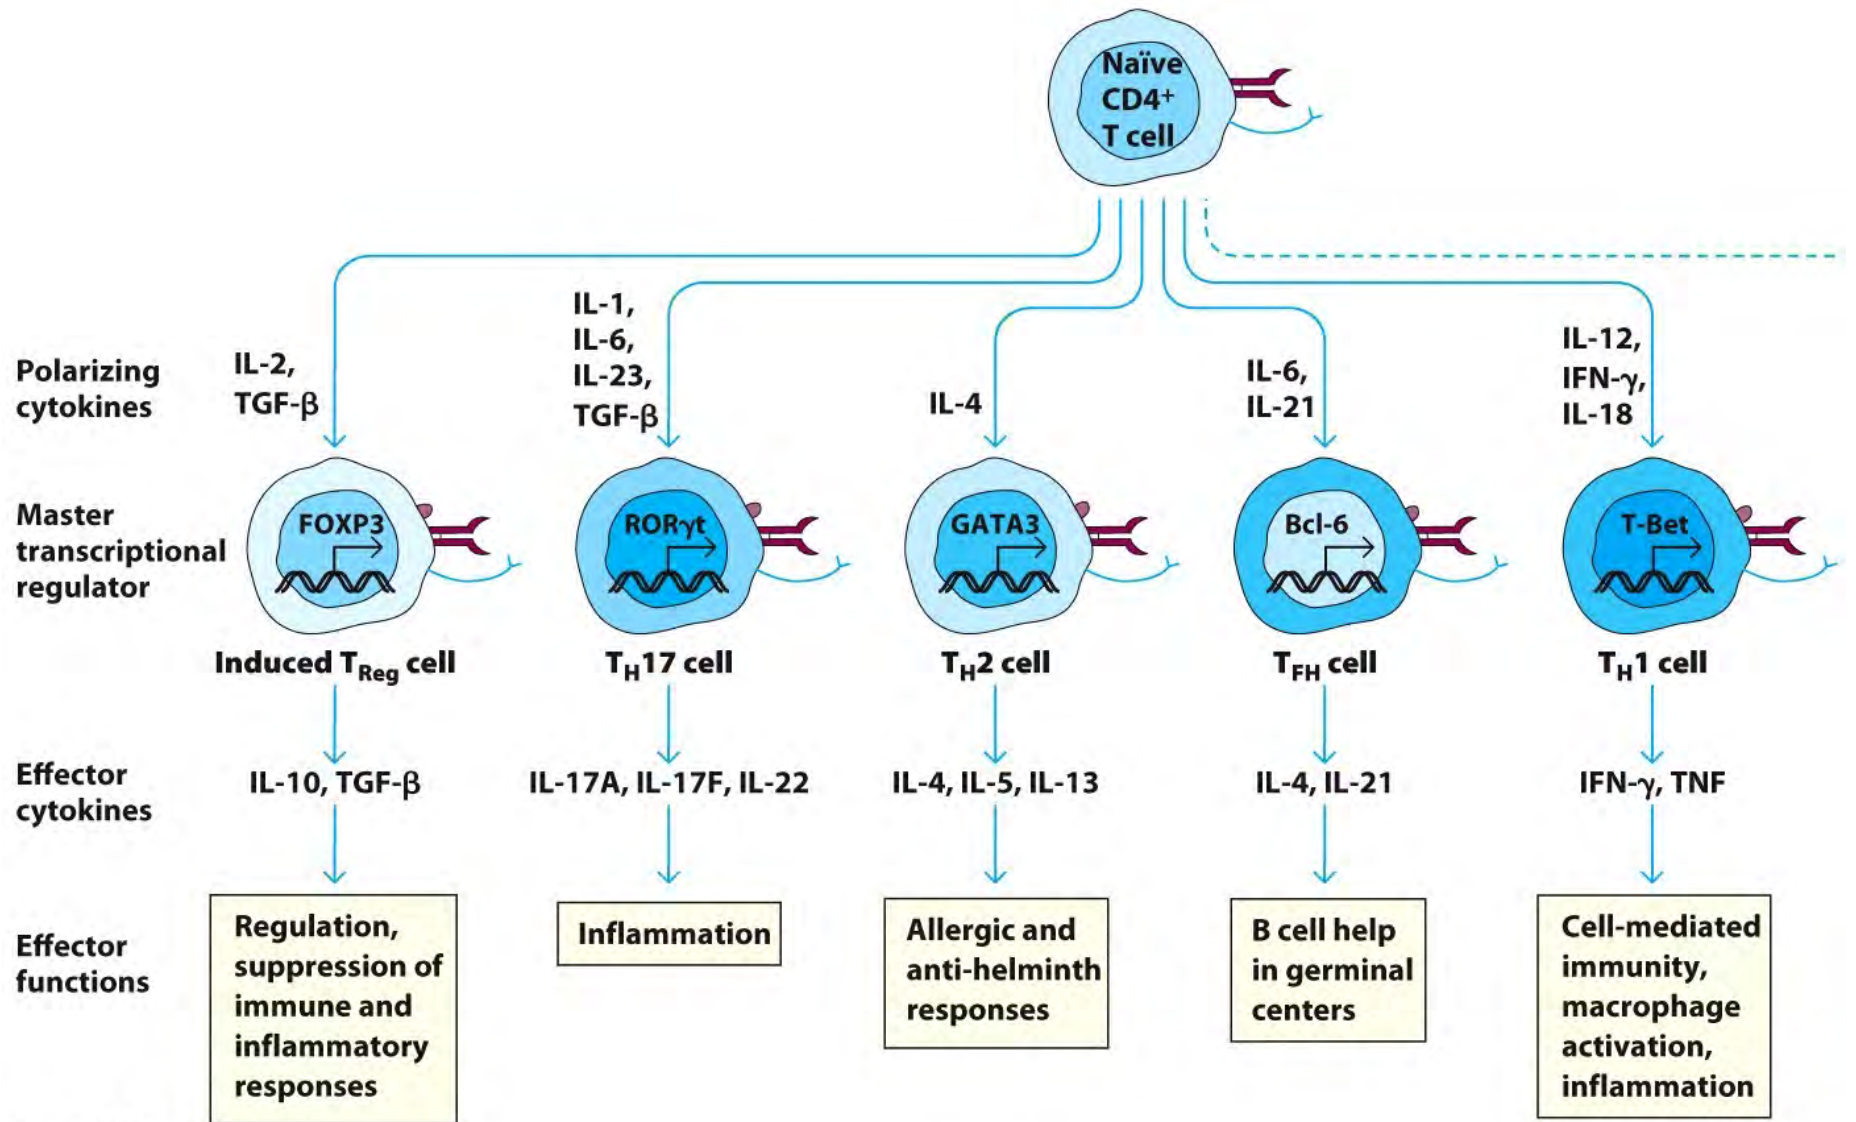 Naïve
CD4+
T cell
Polarizing
cytokines
IL-2,
TGF-β
IL-1,
IL-6,
IL-23,
TGF-β
IL-4
IL-6,
IL-21
IL-12,
IFN-γ,
IL-18
Master
transcriptional
regulator
FOXP3
RORγt
GATA3
Bcl-6
T-Bet
Induced TReg cell
TH17 cell
TH2 cell
TFH cell
TH1 cell
Effector
cytokines
IL-10, TGF-β
IL-17A, IL-17F, IL-22
IL-4, IL-5, IL-13
IL-4, IL-21
IFN-γ, TNF
Effector
functions
Regulation,
suppression of
immune and
inflammatory
responses
Inflammation
Allergic and
anti-helminth
responses
B cell help
in germinal
centers
Cell-mediated
immunity,
macrophage
activation,
inflammation